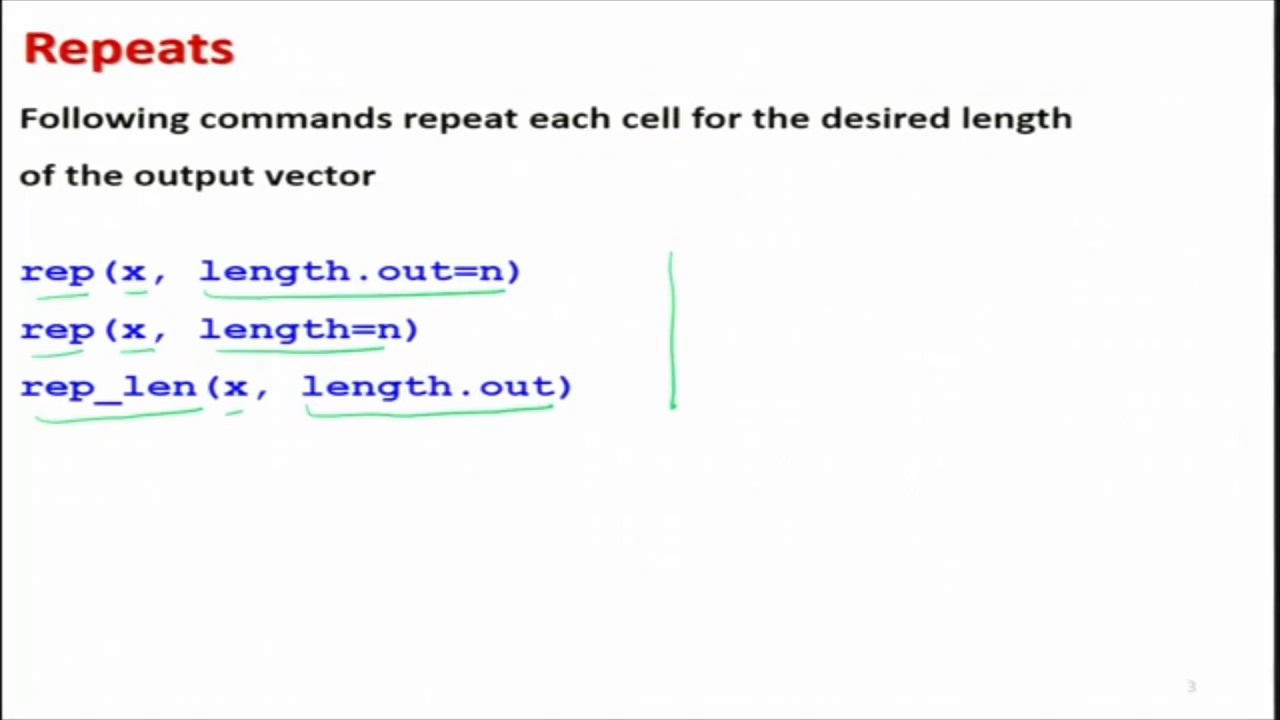 Repeats
Following commands repeat each cell for the desired length
of the output vector
rep(x, length.out=n)
rep(x, length=n)
rep_len(x, length.out)
3